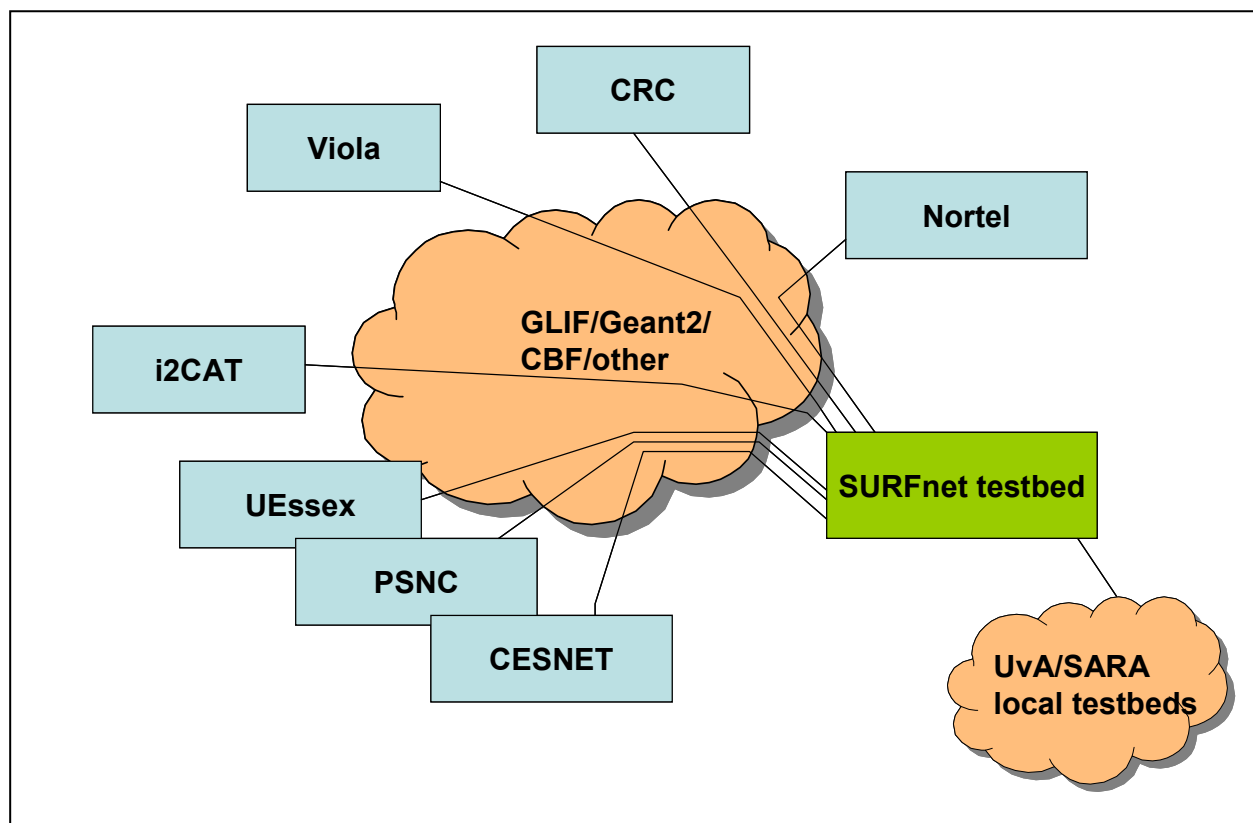 CRC
Viola
Nortel
GLIF/Geant2/
CBF/other
i2CAT
SURFnet testbed
UEssex
PSNC
CESNET
UvA/SARA
local testbeds